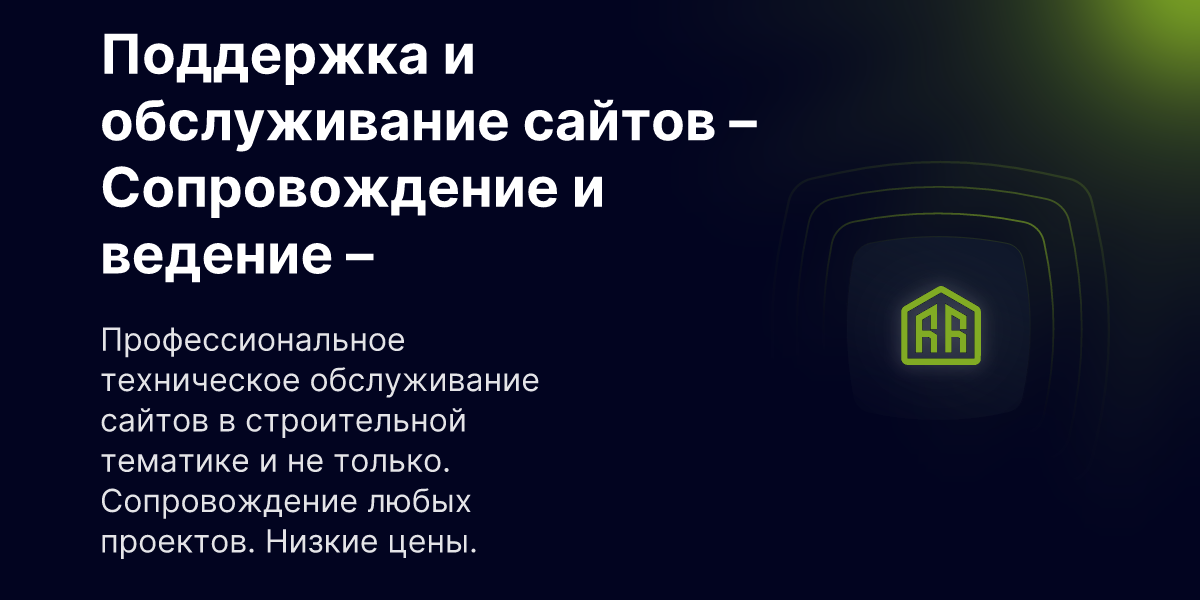 Поддержка и
обслуживание сайтов –
Сопровождение и
ведение –
Профессиональное
техническое обслуживание
сайтов в строительной
тематике и не только.
Сопровождение любых
проектов. Низкие цены.